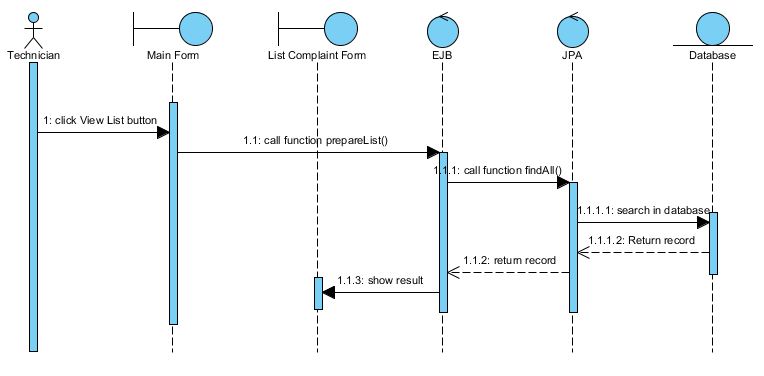 Technician
Main Form
List Complaint Form
EJB
JPA
Database
1: click View List button
1.1: call function prepareList()
1.1.1: call function findAll()
1.1.1.1: search in database
1.1.1.2: Return record
1.1.2: return record
1.1.3: show result